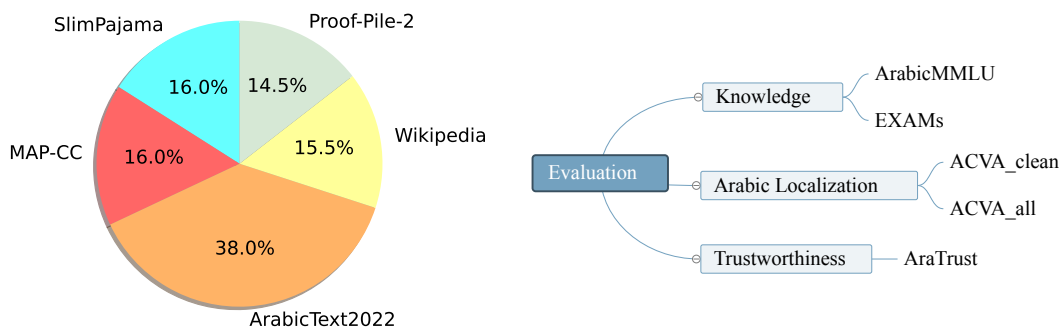 SlimPajama
Proof-Pile-2
16.0%
14.5%
MAP-CC
16.0%
15.5%
Wikipedia
38.0%
ArabicText2022
Evaluation
Knowledge
ArabicMMLU
EXAMs
Arabic Localization
ACVA_clean
ACVA_all
Trustworthiness
AraTrust